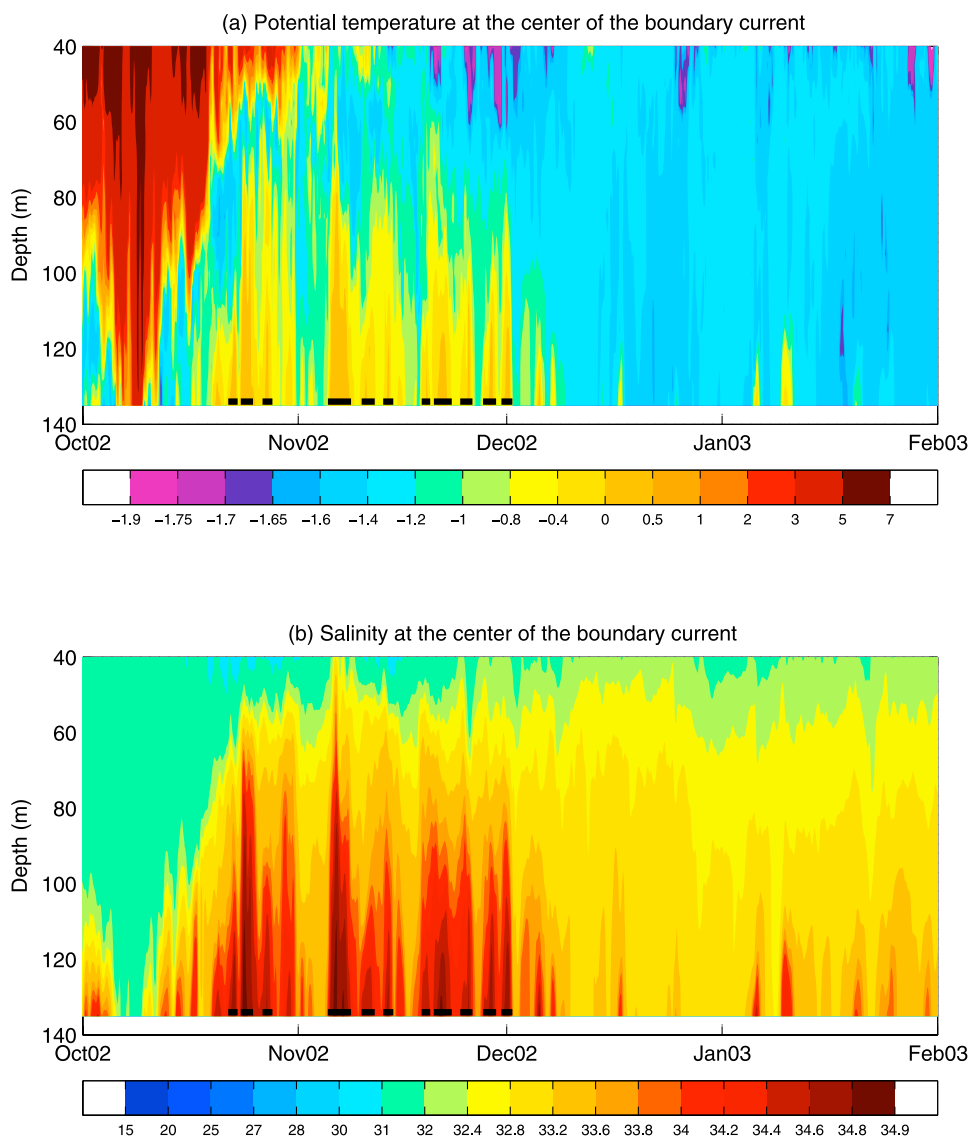 (a) Potential temperature at the center of the boundary current
40
60
80
100
120
140
Depth (m)
Oct02 Nov02 Dec02 Jan03 Feb03
−1.9 −1.75 −1.7 −1.65 −1.6 −1.4 −1.2 −1 −0.8 −0.4 0 0.5 1 2 3 5 7
(b) Salinity at the center of the boundary current
40
60
80
100
120
140
Depth (m)
Oct02 Nov02 Dec02 Jan03 Feb03
15 20 25 27 28 30 31 32 32.4 32.8 33.2 33.6 33.8 34 34.2 34.4 34.6 34.8 34.9